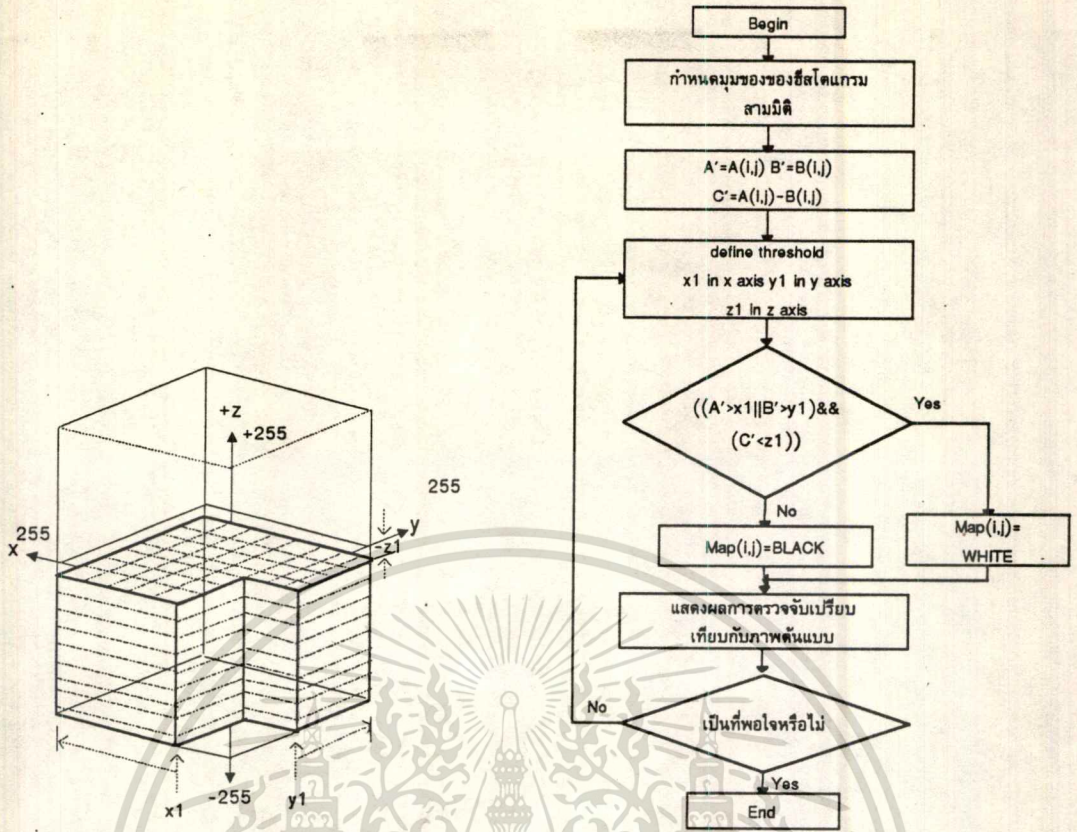 Begin
กำหนดมุมของของฮีสโตแกรม
สามมิติ
A'=A(i,j) B'=B(i,j)
C'=A(i,j)-B(i,j)
define threshold
x1 in x axis y1 in y axis
z1 in z axis
((A'>x1||B'>y1)&&
(C'<z1))
Yes
No
Map(i,j)=BLACK
Map(i,j)=
WHITE
แสดงผลการตรวจจับเปรียบ
เทียบกับภาพต้นแบบ
No
เป็นที่พอใจหรือไม่
Yes
End
+z
+255
255
y
-z1
255
x
x1
-255
y1